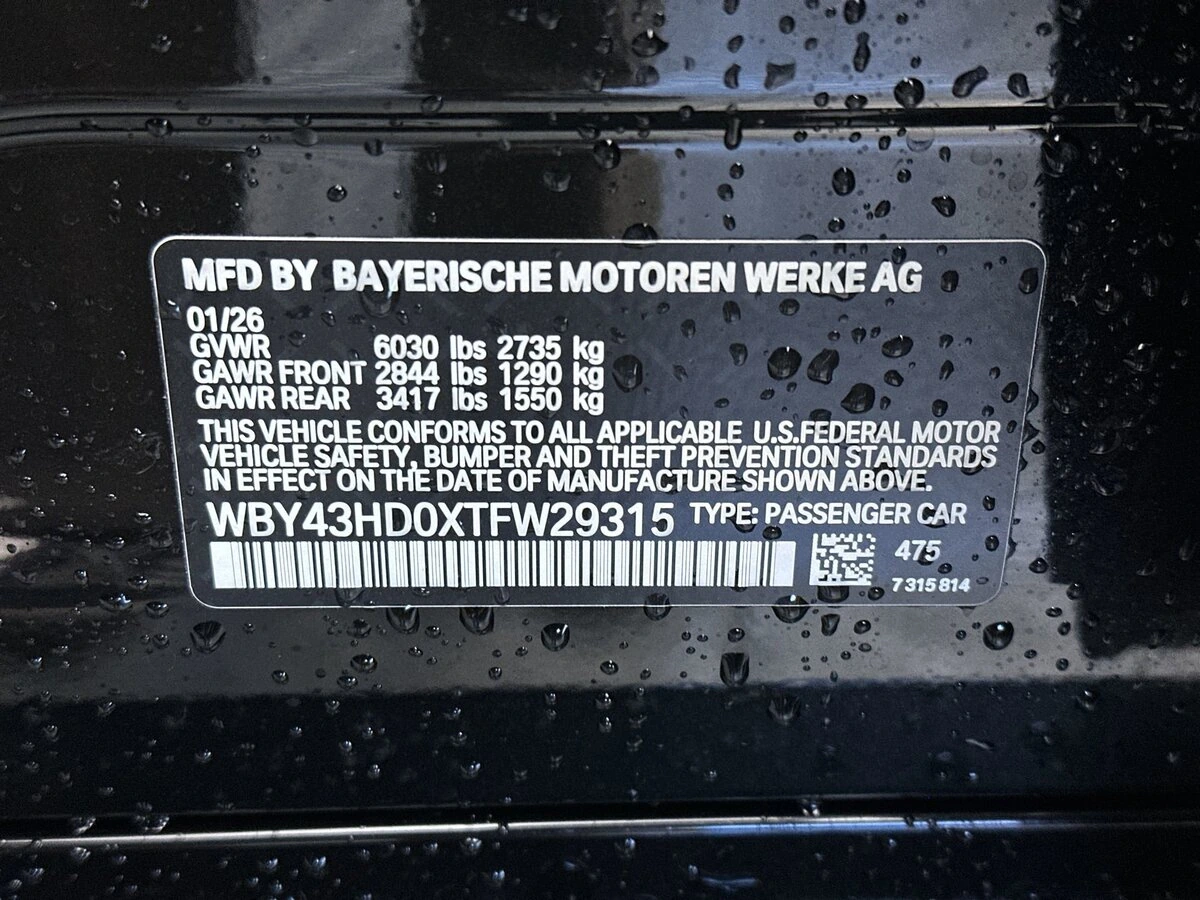 MFD BY BAYERISCHE MOTOREN WERKE AG
01/26
GVWR 6030 lbs 2735 kg
GAWR FRONT 2844 lbs 1290 kg
GAWR REAR 3417 lbs 1550 kg
THIS VEHICLE CONFORMS TO ALL APPLICABLE U.S.FEDERAL MOTOR
VEHICLE SAFETY, BUMPER AND THEFT PREVENTION STANDARDS
IN EFFECT ON THE DATE OF MANUFACTURE SHOWN ABOVE.
WBY43HD0XTFW29315 TYPE: PASSENGER CAR
475
7 315 814